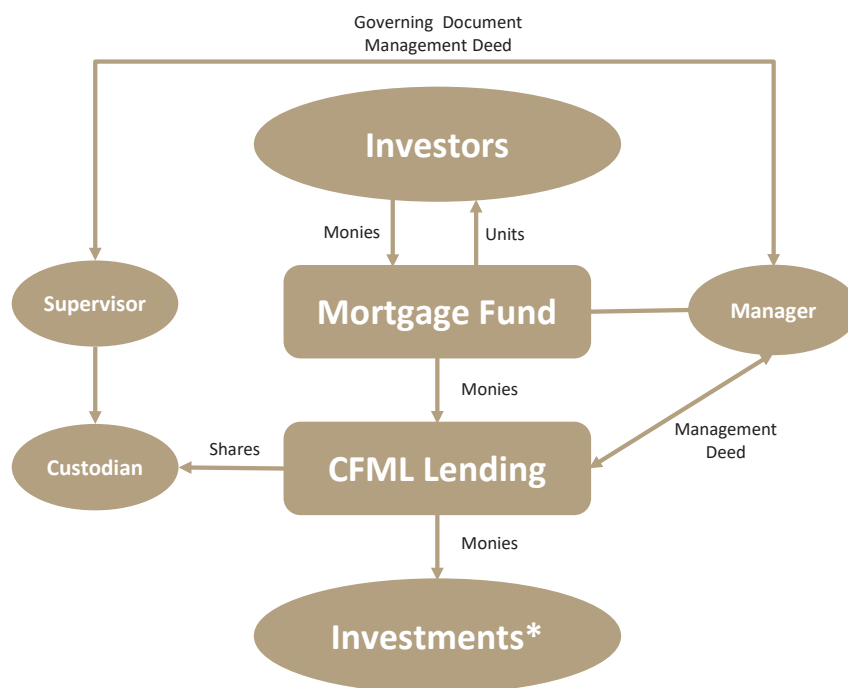 Governing Document
Management Deed
Investors
Monies
Units
Supervisor
Mortgage Fund
Manager
Monies
Management
Deed
Shares
Custodian
CFML Lending
Monies
Investments*